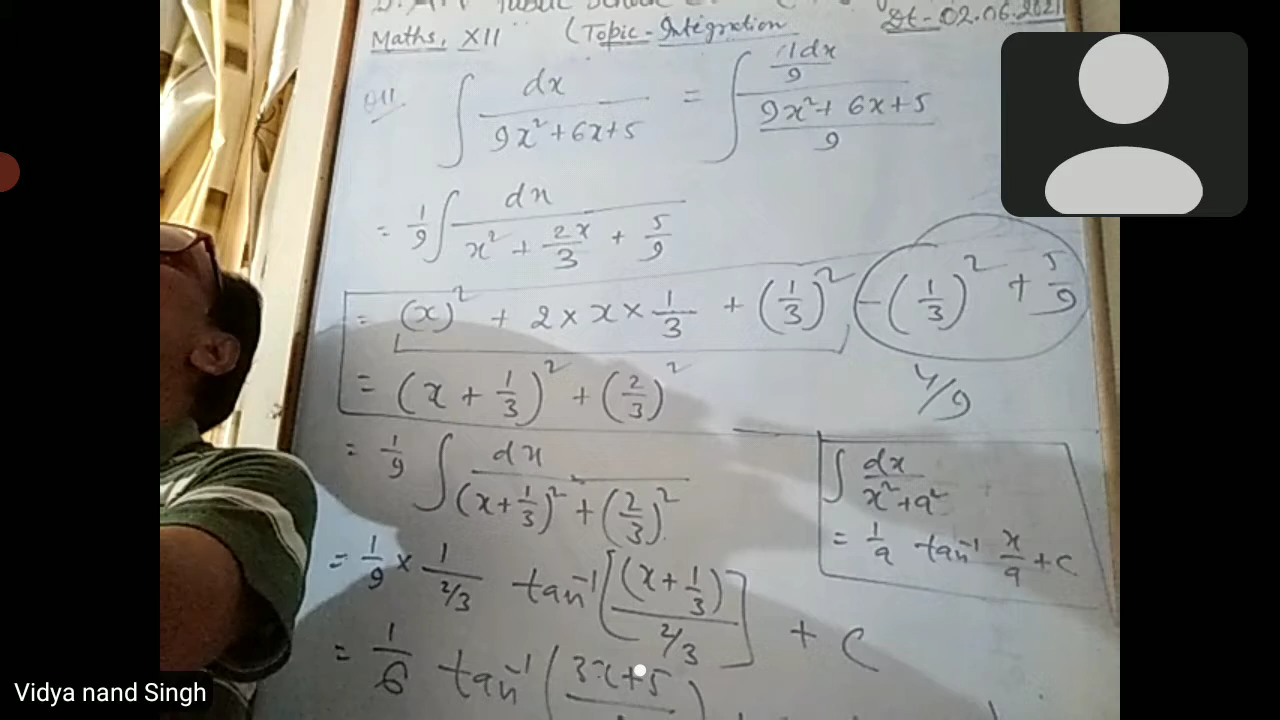 Public School
Dt - 02.06.2021
Maths, XII (Topic - Integration
Q11. ∫ dx / (9x² + 6x + 5) = ∫ (1dx/9) / ((9x² + 6x + 5)/9)
= 1/9 ∫ dx / (x² + 2x/3 + 5/9)
= (x)² + 2 × x × 1/3 + (1/3)² - (1/3)² + 5/9
4/9
= (x + 1/3)² + (2/3)²
= 1/9 ∫ dx / ((x + 1/3)² + (2/3)²)
∫ dx / (x² + a²)
= 1/a tan⁻¹ x/a + C
= 1/9 × 1/(2/3) tan⁻¹ [(x + 1/3) / (2/3)] + C
= 1/6 tan⁻¹ (3x+5
Vidya nand Singh